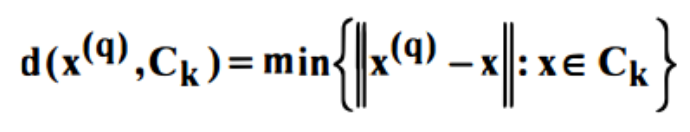 d(x^(q), C_k) = min{‖x^(q) − x‖: x ∈ C_k}